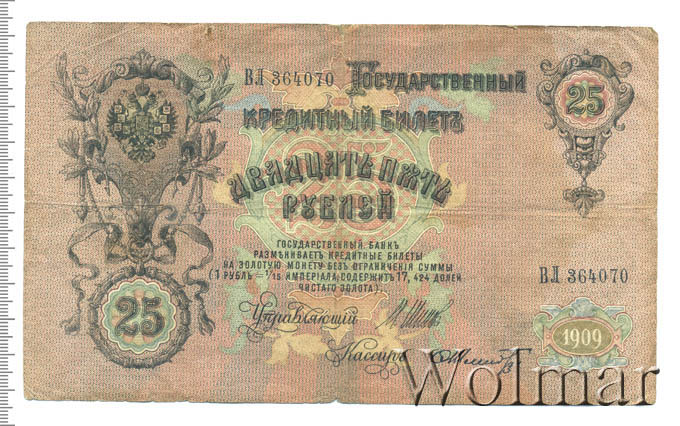 ВЛ 364070 Государственный
25
Кредитный Билетъ
Двадцать пять
25
рублей
Государственный Банкъ
размѣниваетъ кредитные билеты
на золотую монету безъ ограниченія суммы
(1 рубль = 1/15 имперіала, содержитъ 17,424 долей
чистаго золота).
ВЛ 364070
25
Управляющій
1909
Кассиръ
Wolmar